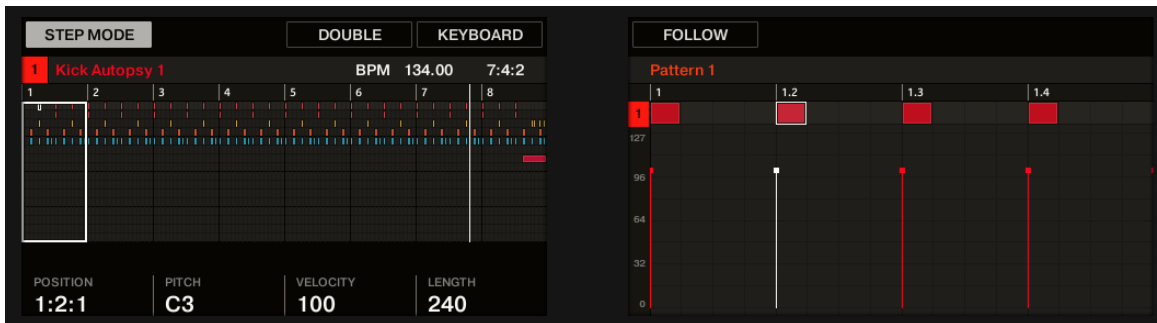 STEP MODE DOUBLE KEYBOARD
1 Kick Autopsy 1 BPM 134.00 7:4:2
1 2 3 4 5 6 7 8
POSITION PITCH VELOCITY LENGTH
1:2:1 C3 100 240
FOLLOW
Pattern 1
1 1.2 1.3 1.4
1
127
96
64
32
0